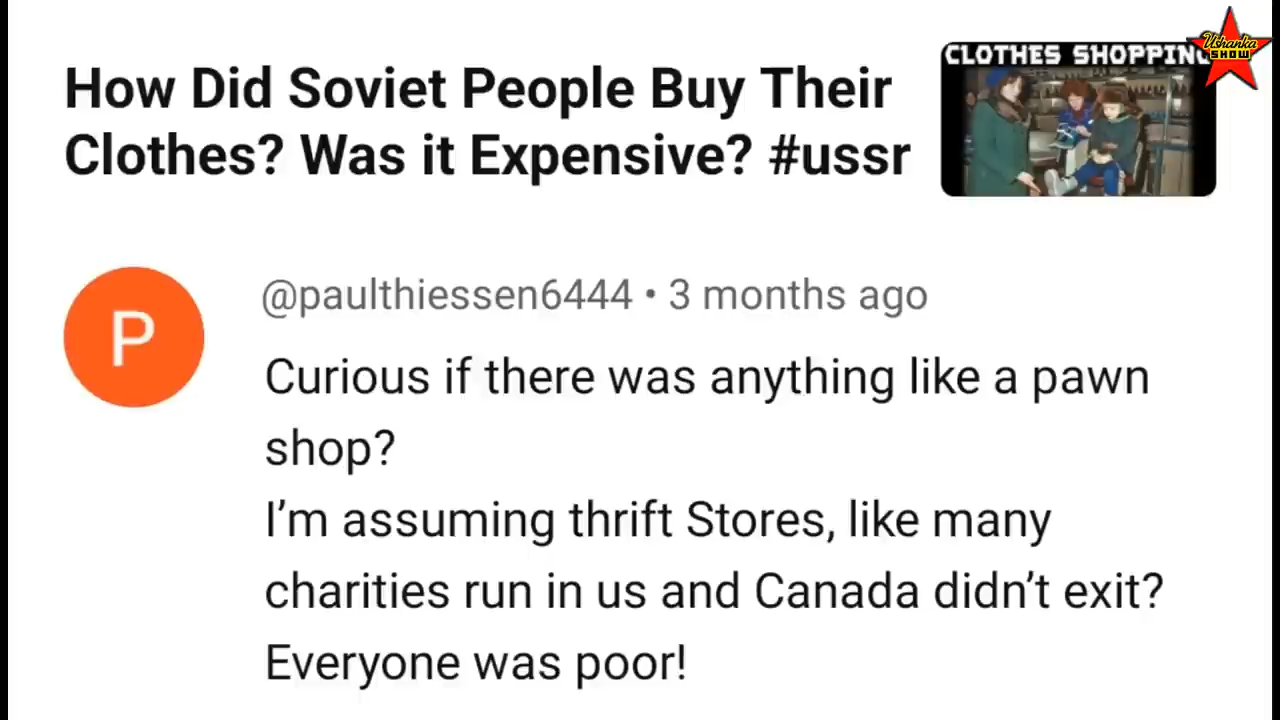 CLOTHES SHOPPING
Ushanka
SHOW
How Did Soviet People Buy Their
Clothes? Was it Expensive? #ussr
P
@paulthiessen6444 • 3 months ago
Curious if there was anything like a pawn
shop?
I'm assuming thrift Stores, like many
charities run in us and Canada didn't exit?
Everyone was poor!